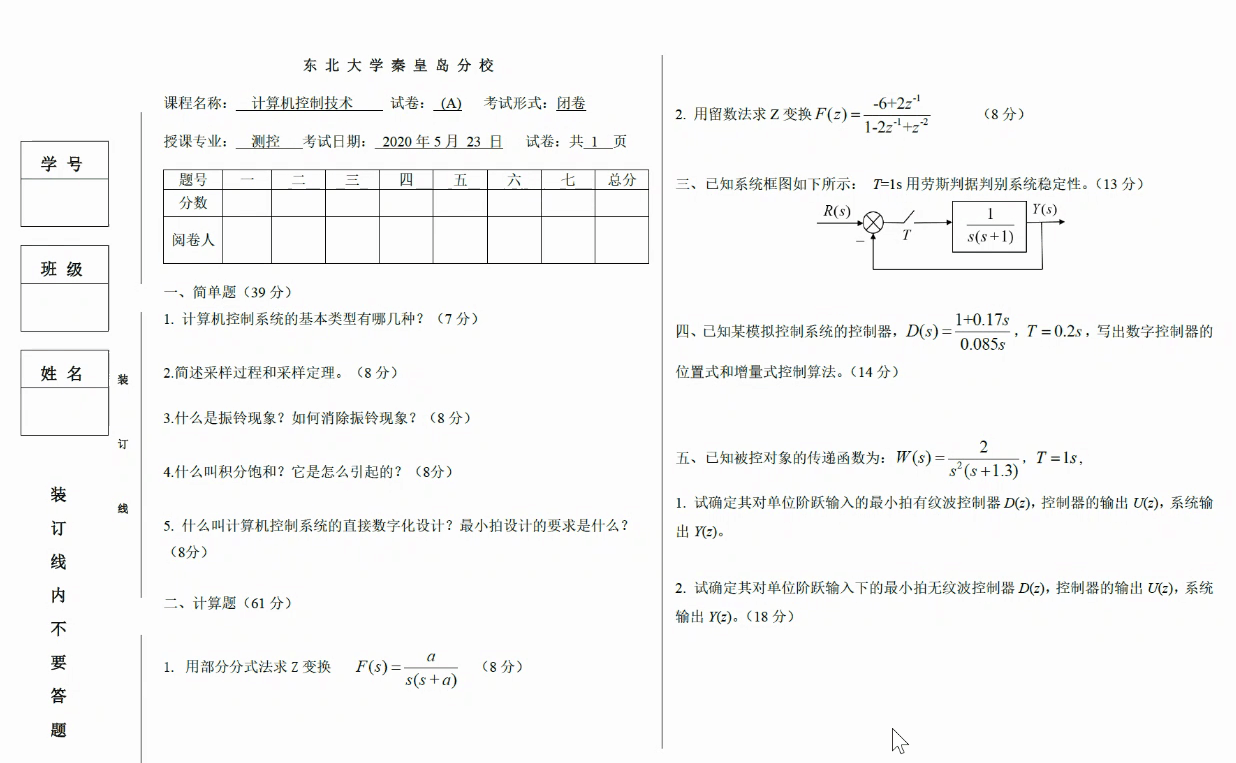 东北大学秦皇岛分校
课程名称: 计算机控制技术 试卷: (A) 考试形式: 闭卷
授课专业: 测控 考试日期: 2020 年 5 月 23 日 试卷: 共 1 页
题号 一 二 三 四 五 六 七 总分
分数
阅卷人
学 号
班 级
姓 名
装
订
线
装
订
线
内
不
要
答
题
一、简单题(39 分)
1. 计算机控制系统的基本类型有哪几种?(7 分)
2.简述采样过程和采样定理。(8 分)
3.什么是振铃现象?如何消除振铃现象?(8 分)
4.什么叫积分饱和?它是怎么引起的?(8分)
5. 什么叫计算机控制系统的直接数字化设计?最小拍设计的要求是什么?
(8分)
二、计算题(61 分)
1. 用部分分式法求 Z 变换 F(s)=a/s(s+a) (8 分)
2. 用留数法求 Z 变换 F(z)=-6+2z⁻¹/1-2z⁻¹+z⁻² (8 分)
三、已知系统框图如下所示: T=1s 用劳斯判据判别系统稳定性。(13 分)
R(s) T 1/s(s+1) Y(s)
−
四、已知某模拟控制系统的控制器,D(s)=1+0.17s/0.085s, T=0.2s,写出数字控制器的
位置式和增量式控制算法。(14 分)
五、已知被控对象的传递函数为: W(s)=2/s²(s+1.3), T=1s,
1. 试确定其对单位阶跃输入的最小拍有纹波控制器 D(z),控制器的输出 U(z),系统输
出 Y(z)。
2. 试确定其对单位阶跃输入下的最小拍无纹波控制器 D(z),控制器的输出 U(z),系统
输出 Y(z)。(18 分)